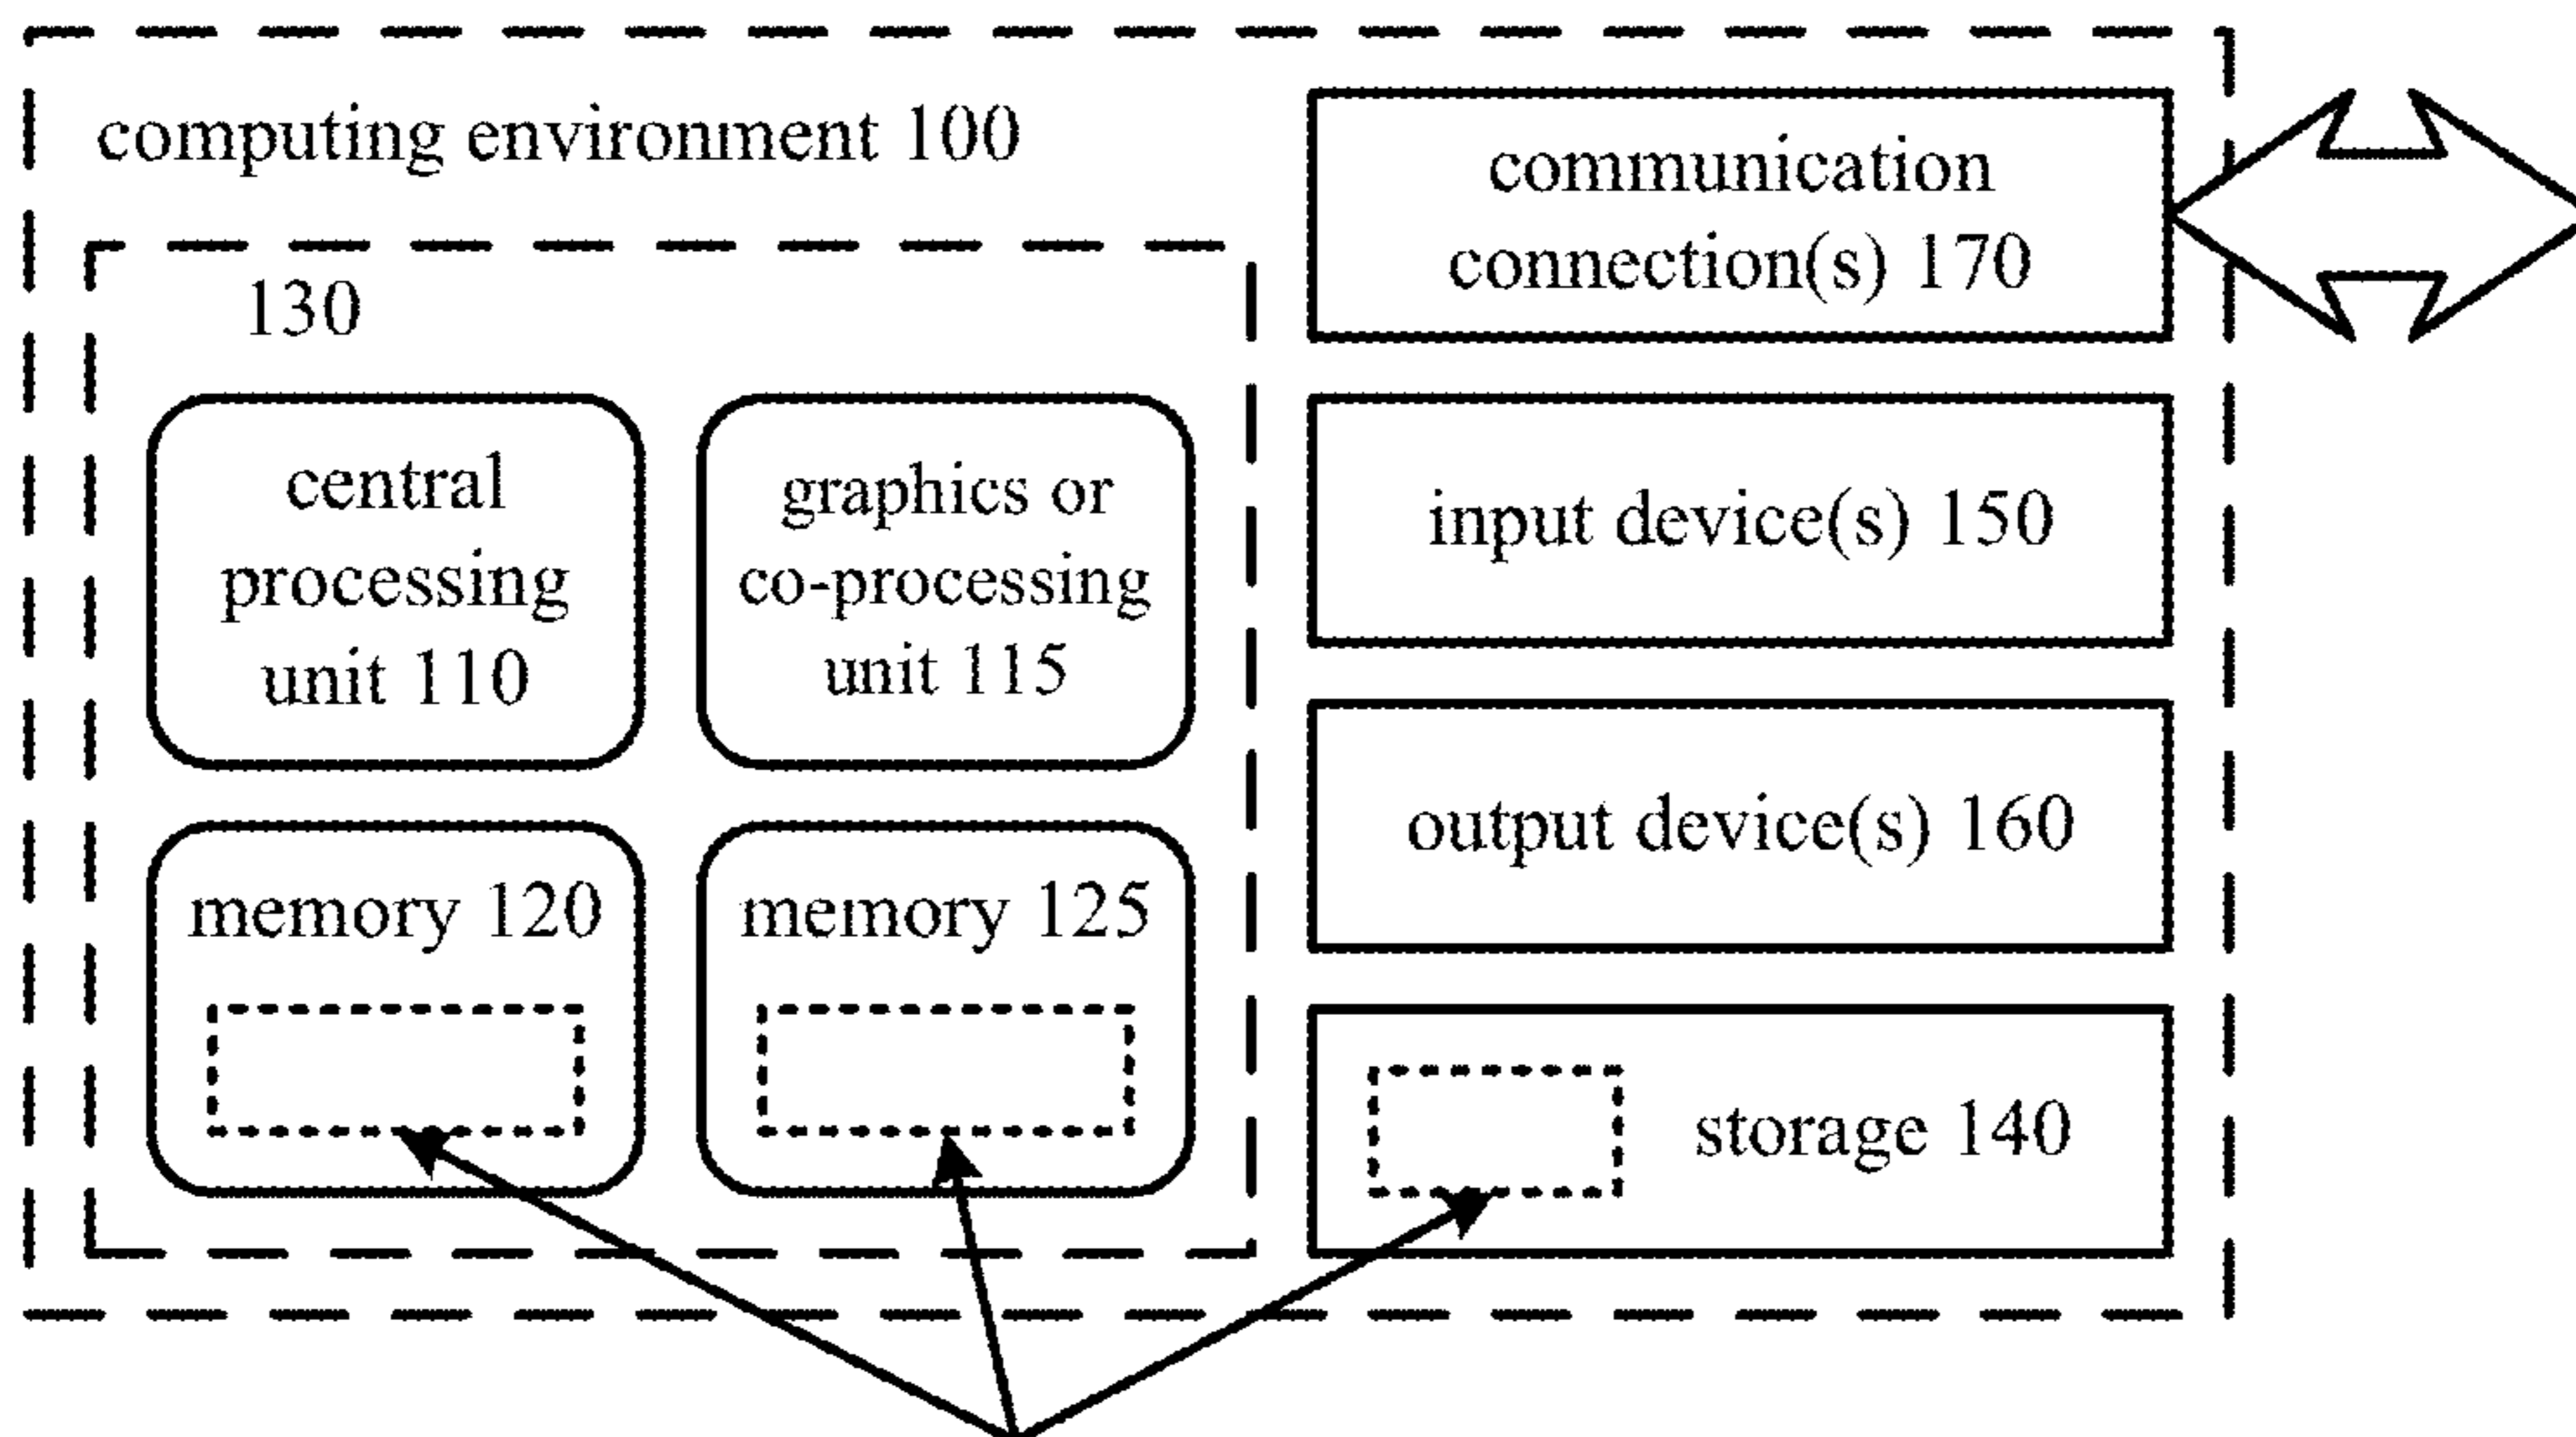 computing environment 100
130
central
processing
unit 110
graphics or
co-processing
unit 115
memory 120
memory 125
communication
connection(s) 170
input device(s) 150
output device(s) 160
storage 140